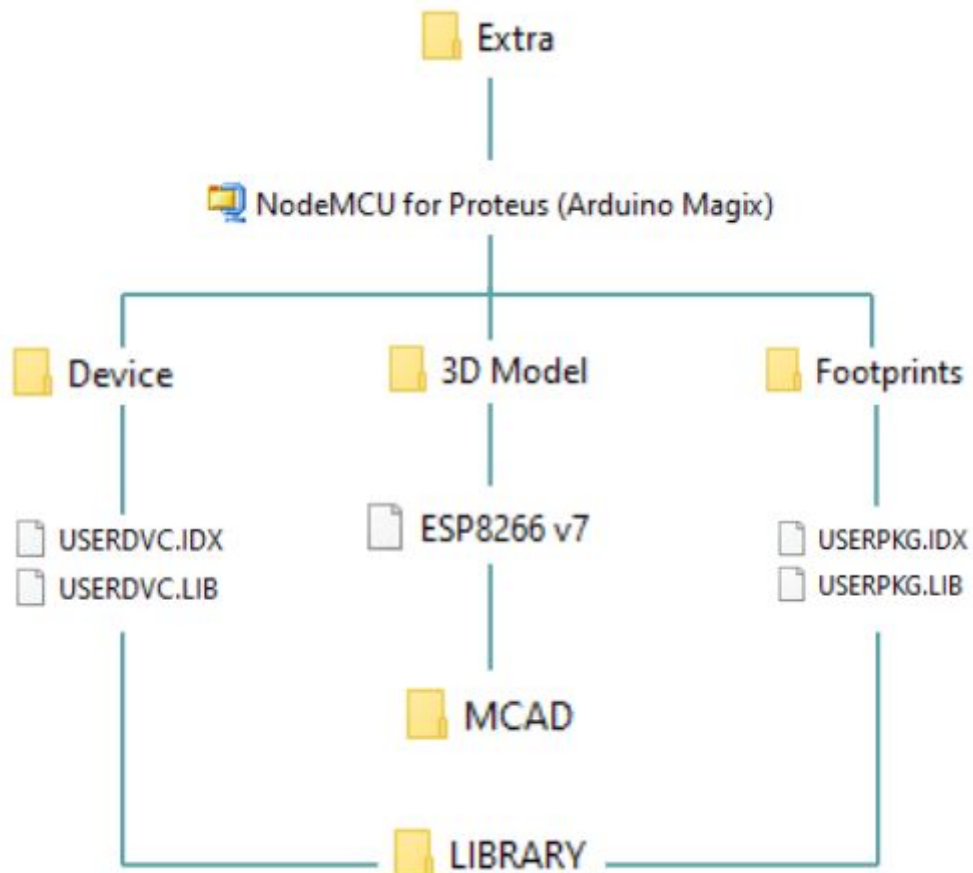 Extra
NodeMCU for Proteus (Arduino Magix)
Device
3D Model
Footprints
USERDVC.IDX
USERDVC.LIB
ESP8266 v7
USERPKG.IDX
USERPKG.LIB
MCAD
LIBRARY